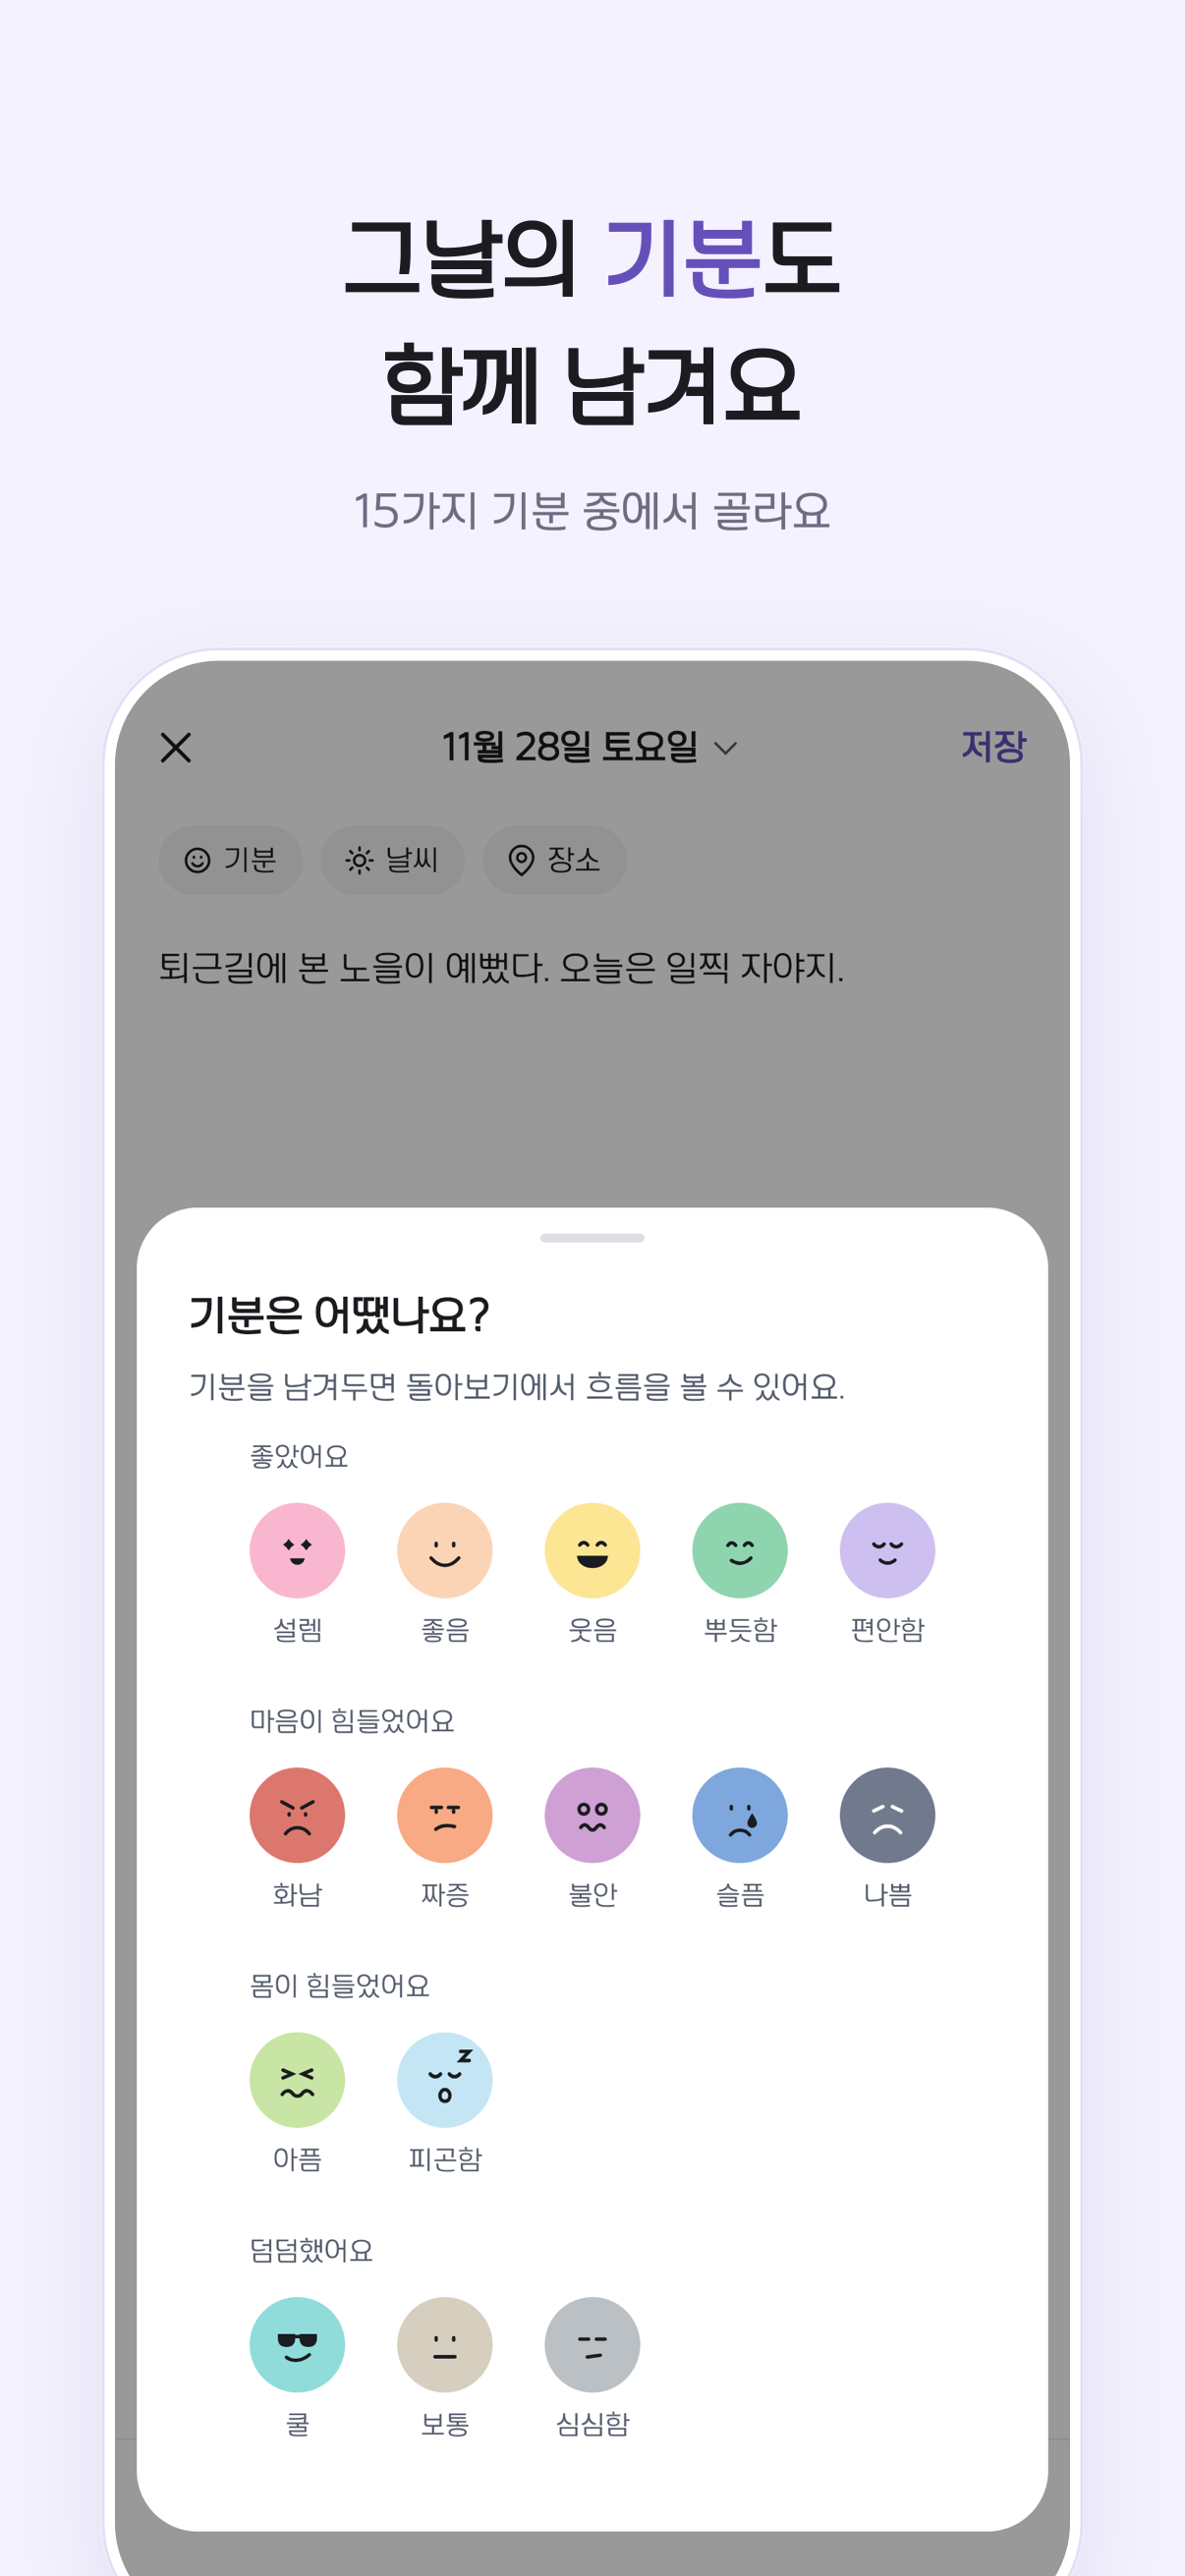 그날의 기분도
함께 남겨요
15가지 기분 중에서 골라요
11월 28일 토요일
저장
기분 날씨 장소
퇴근길에 본 노을이 예뻤다. 오늘은 일찍 자야지.
기분은 어땠나요?
기분을 남겨두면 돌아보기에서 흐름을 볼 수 있어요.
좋았어요
설렘 좋음 웃음 뿌듯함 편안함
마음이 힘들었어요
화남 짜증 불안 슬픔 나쁨
몸이 힘들었어요
z
아픔 피곤함
덤덤했어요
쿨 보통 심심함